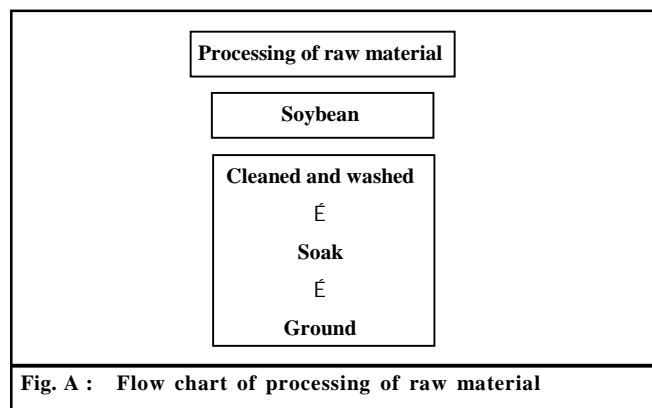 Processing of raw material
Soybean
Cleaned and washed
É
Soak
É
Ground
Fig. A : Flow chart of processing of raw material